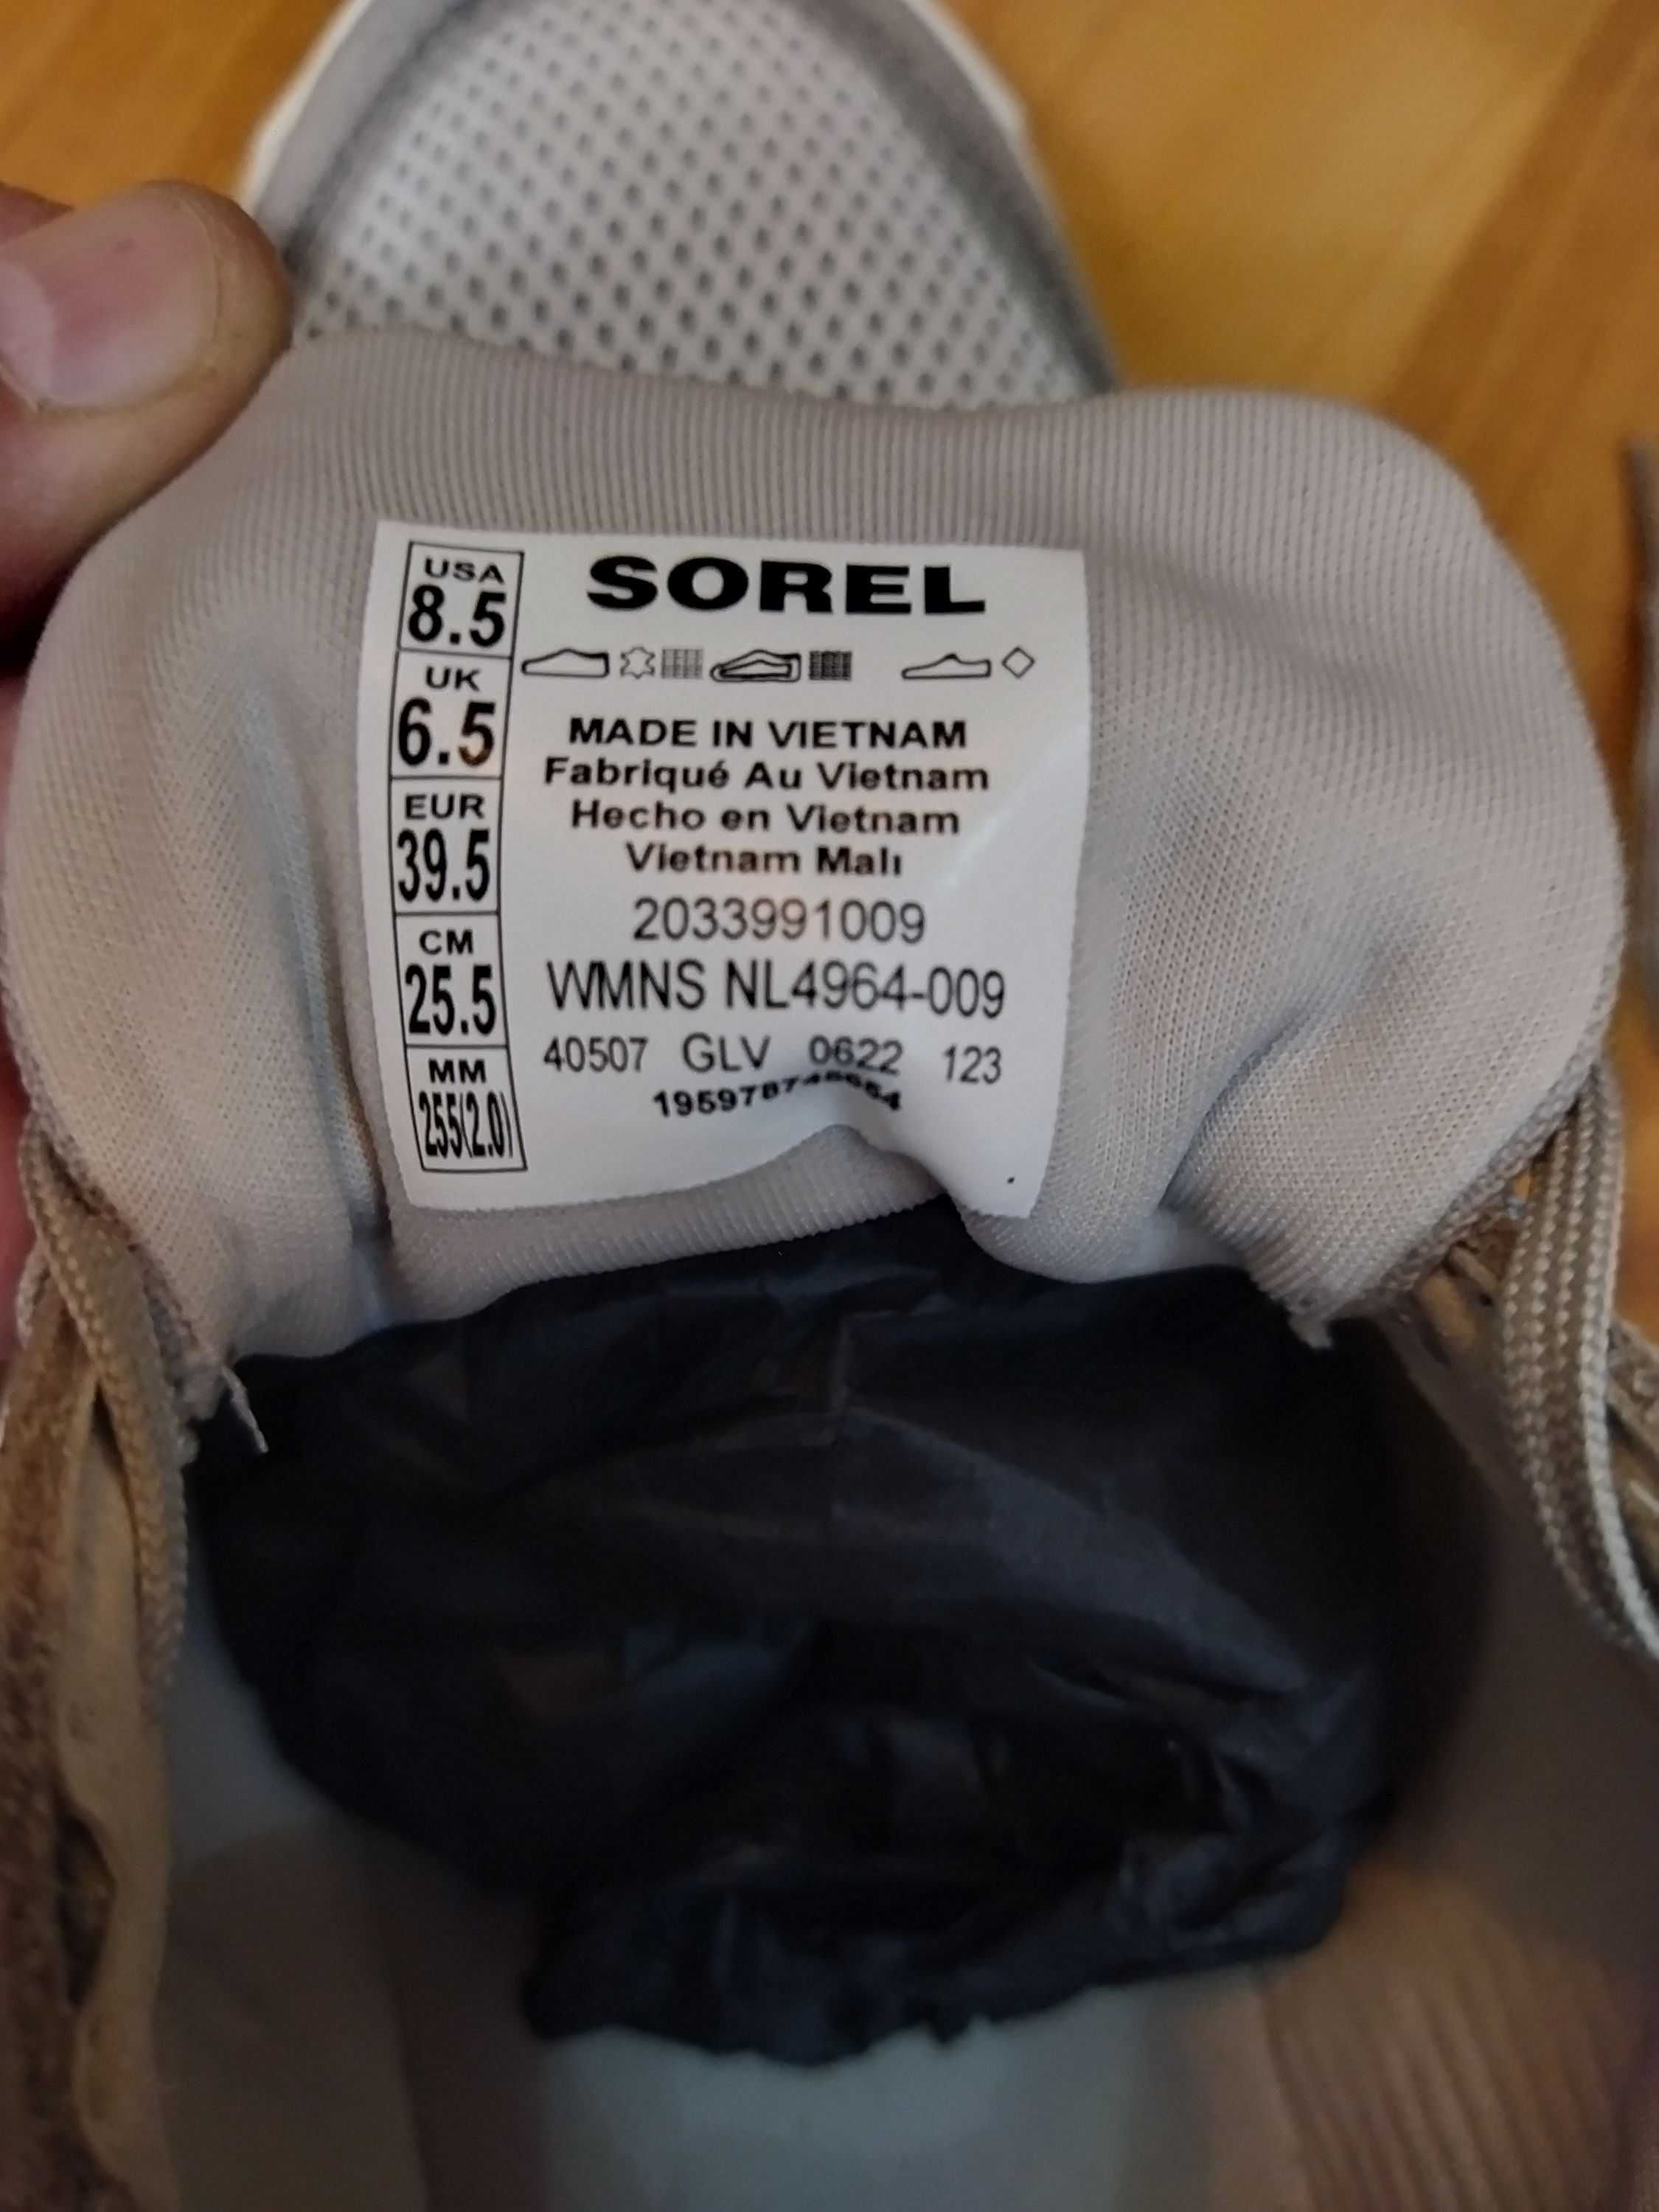 SOREL
USA
8.5
UK
6.5
EUR
39.5
CM
25.5
MM
255(2.0)
MADE IN VIETNAM
Fabriqué Au Vietnam
Hecho en Vietnam
Vietnam Malı
2033991009
WMNS NL4964-009
40507 GLV 0622 123